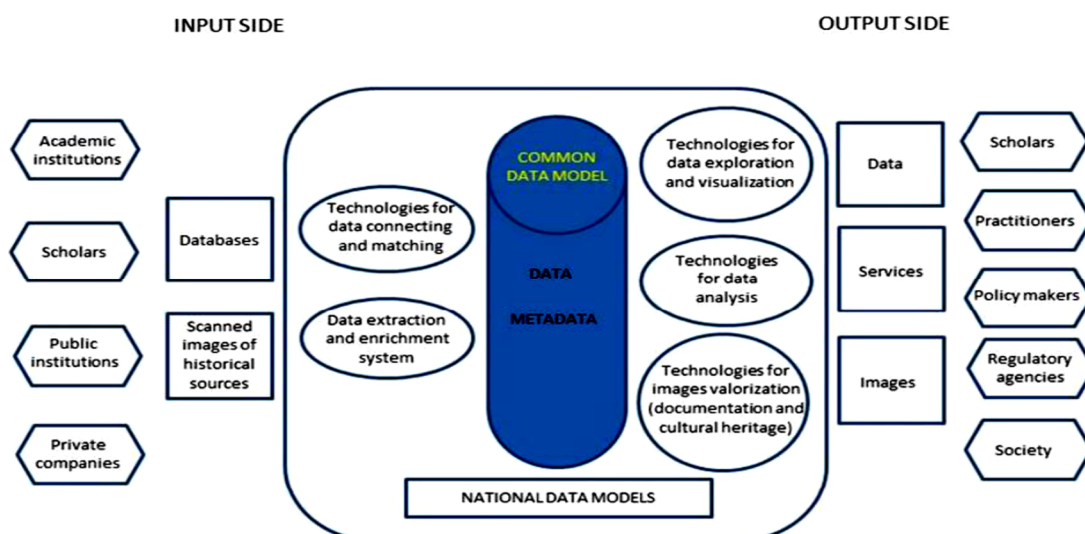 INPUT SIDE
OUTPUT SIDE
Academic
institutions
Scholars
Public
institutions
Private
companies
Databases
Scanned
images of
historical
sources
Technologies for
data connecting
and matching
Data extraction
and enrichment
system
COMMON
DATA MODEL
DATA
METADATA
Technologies for
data exploration
and visualization
Technologies
for data
analysis
Technologies for
images valorization
(documentation and
cultural heritage)
NATIONAL DATA MODELS
Data
Services
Images
Scholars
Practitioners
Policy makers
Regulatory
agencies
Society